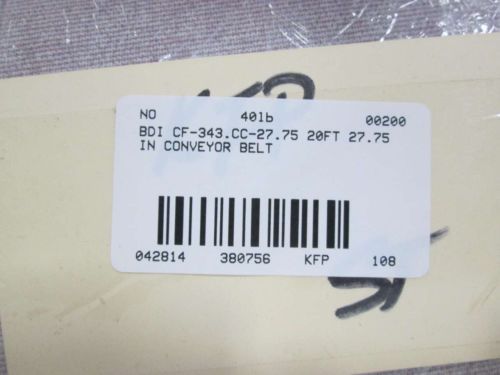 NO 401b 00200
BDI CF-343.CC-27.75 20FT 27.75
IN CONVEYOR BELT
042814 380756 KFP 108